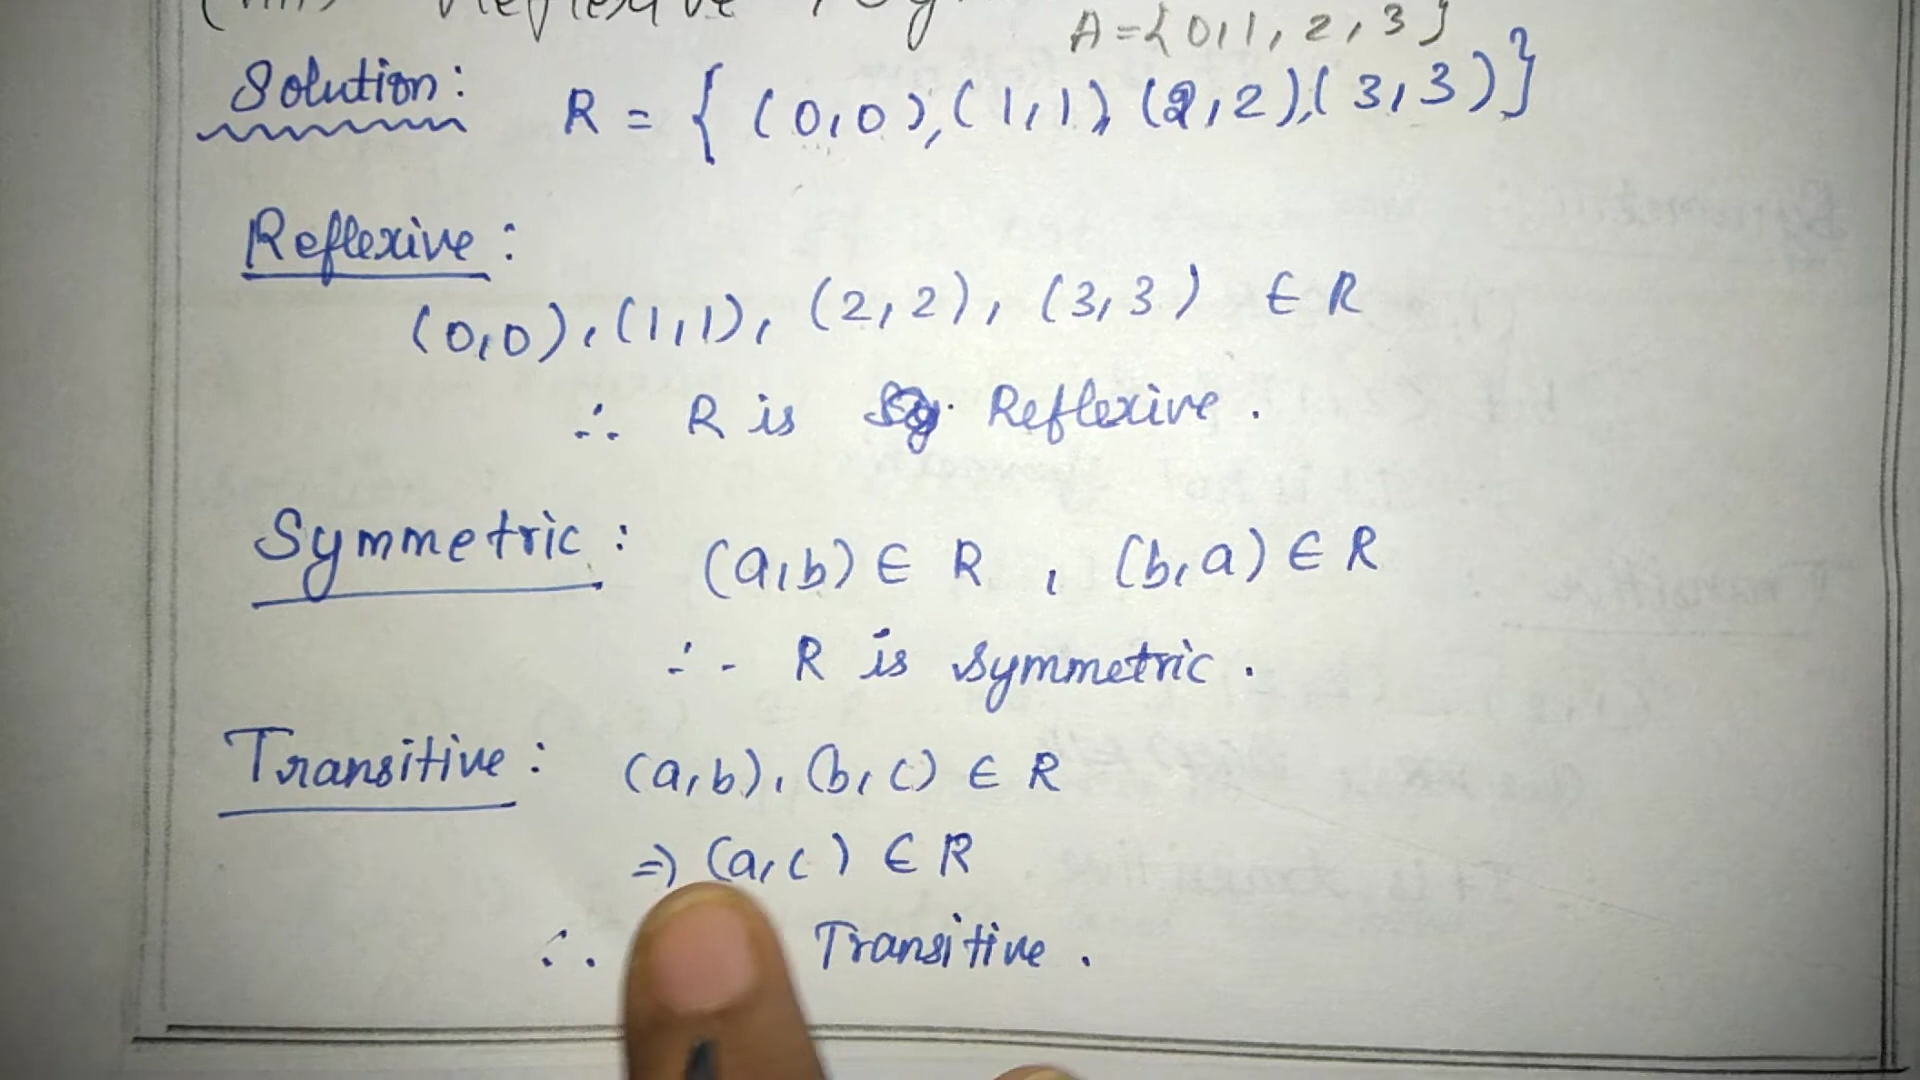 Reflexive
A={0,1,2,3}
Solution: R = { (0,0),(1,1),(2,2),(3,3)}
Reflexive:
(0,0),(1,1), (2,2), (3,3) ∈ R
∴ R is Reflexive.
Symmetric: (a,b) ∈ R , (b,a) ∈ R
∴ R is symmetric.
Transitive: (a,b), (b,c) ∈ R
⇒ (a,c) ∈ R
∴ Transitive.